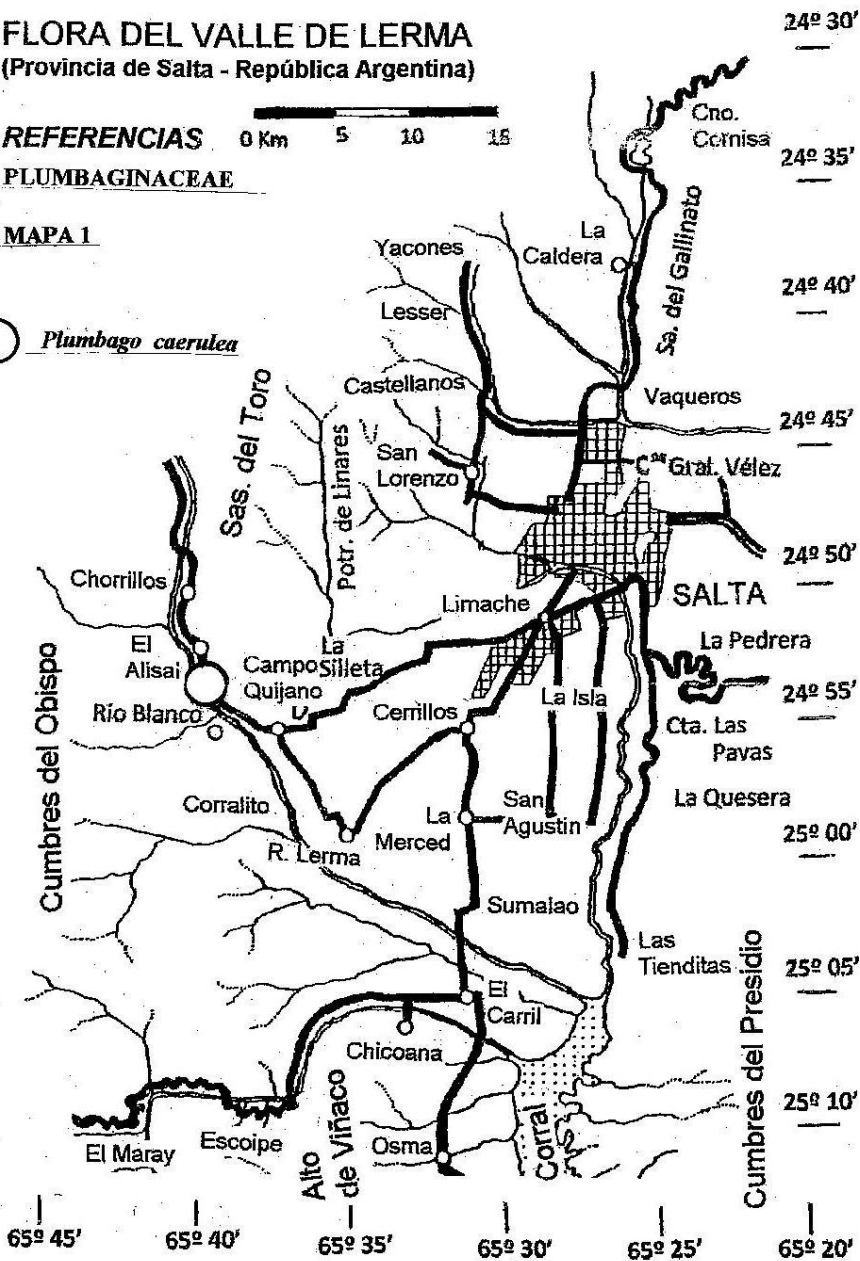 FLORA DEL VALLE DE LERMA
(Provincia de Salta - República Argentina)
REFERENCIAS
0 Km 5 10 15
PLUMBAGINACEAE
MAPA 1
Plumbago caerulea
24º 30'
24º 35'
24º 40'
24º 45'
24º 50'
24º 55'
25º 00'
25º 05'
25º 10'
Cno.
Cornisa
La
Caldera
Sa. del Gallinato
Yacones
Lesser
Castellanos
Vaqueros
San
Lorenzo
Gral. Vélez
Sas. del Toro
Potr. de Linares
Chorrillos
Limache
SALTA
El
Alisal
La
Silleta
Campo
Quijano
La Pedrera
Río Blanco
Cerrillos
La Isla
Cta. Las
Pavas
Cumbres del Obispo
Corralito
La
Merced
San
Agustin
La Quesera
R. Lerma
Sumalao
Las
Tienditas
El
Carril
Cumbres del Presidio
Chicoana
El Maray
Escoipe
Alto
de Viñaco
Osma
Corral
65º 45'
65º 40'
65º 35'
65º 30'
65º 25'
65º 20'